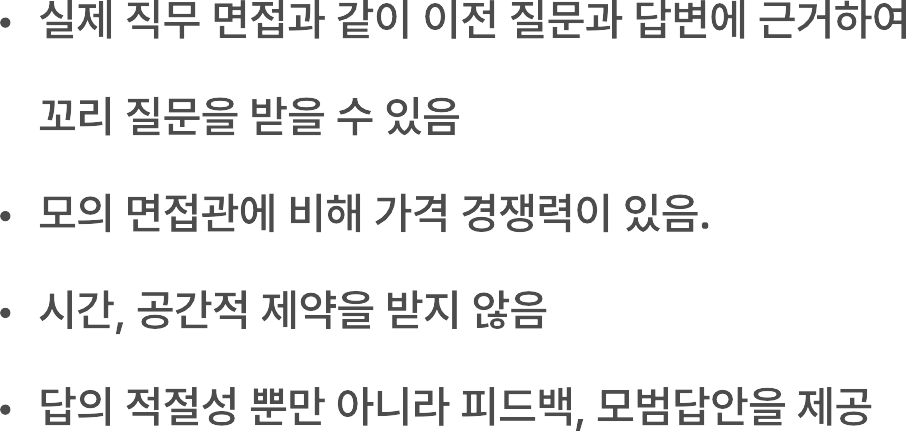 • 실제 직무 면접과 같이 이전 질문과 답변에 근거하여
꼬리 질문을 받을 수 있음
• 모의 면접관에 비해 가격 경쟁력이 있음.
• 시간, 공간적 제약을 받지 않음
• 답의 적절성 뿐만 아니라 피드백, 모범답안을 제공